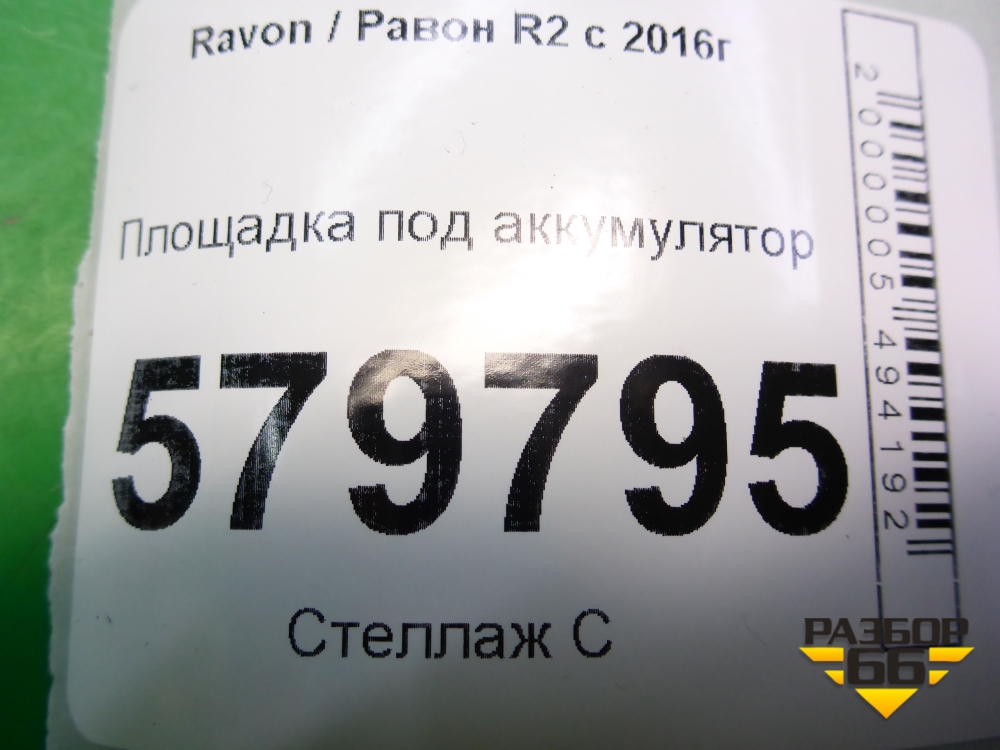 Ravon / Равон R2 с 2016г
Площадка под аккумулятор
579795
Стеллаж С
2000005494192
РАЗБОР
66